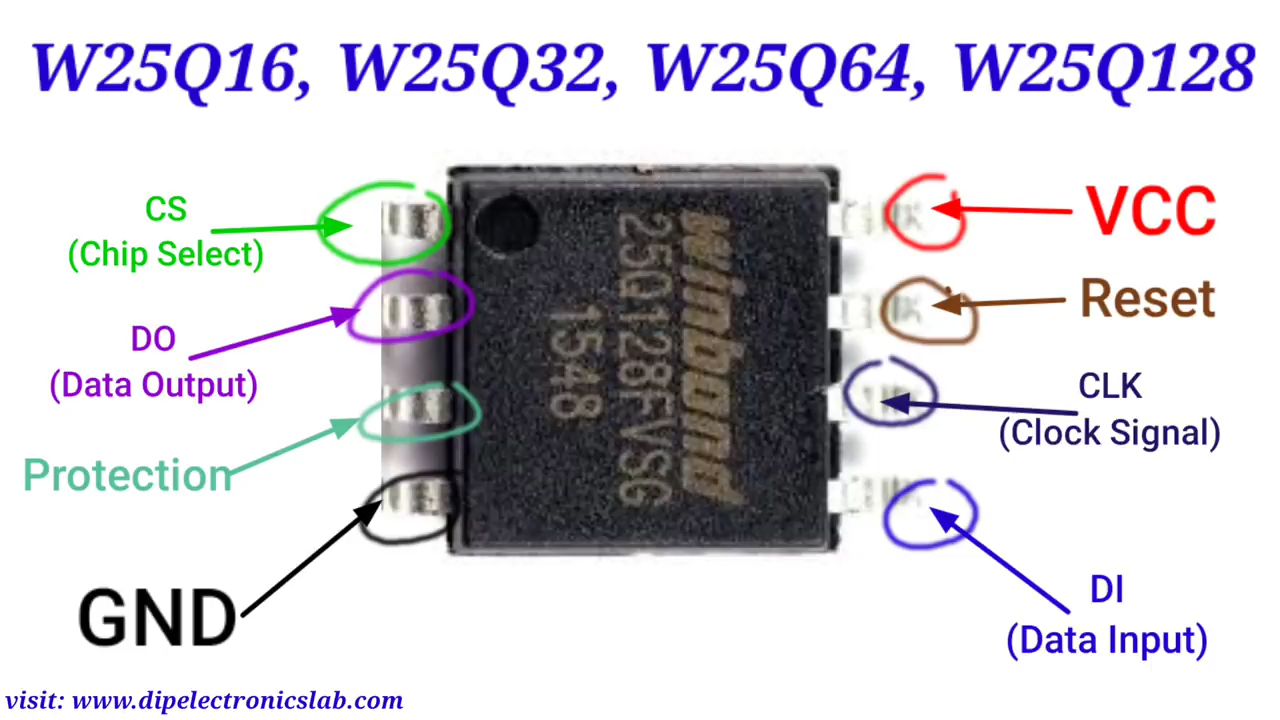 W25Q16, W25Q32, W25Q64, W25Q128
CS
(Chip Select)
DO
(Data Output)
Protection
GND
winbond
25Q128FVSG
1548
VCC
Reset
CLK
(Clock Signal)
DI
(Data Input)
visit: www.dipelectronicslab.com